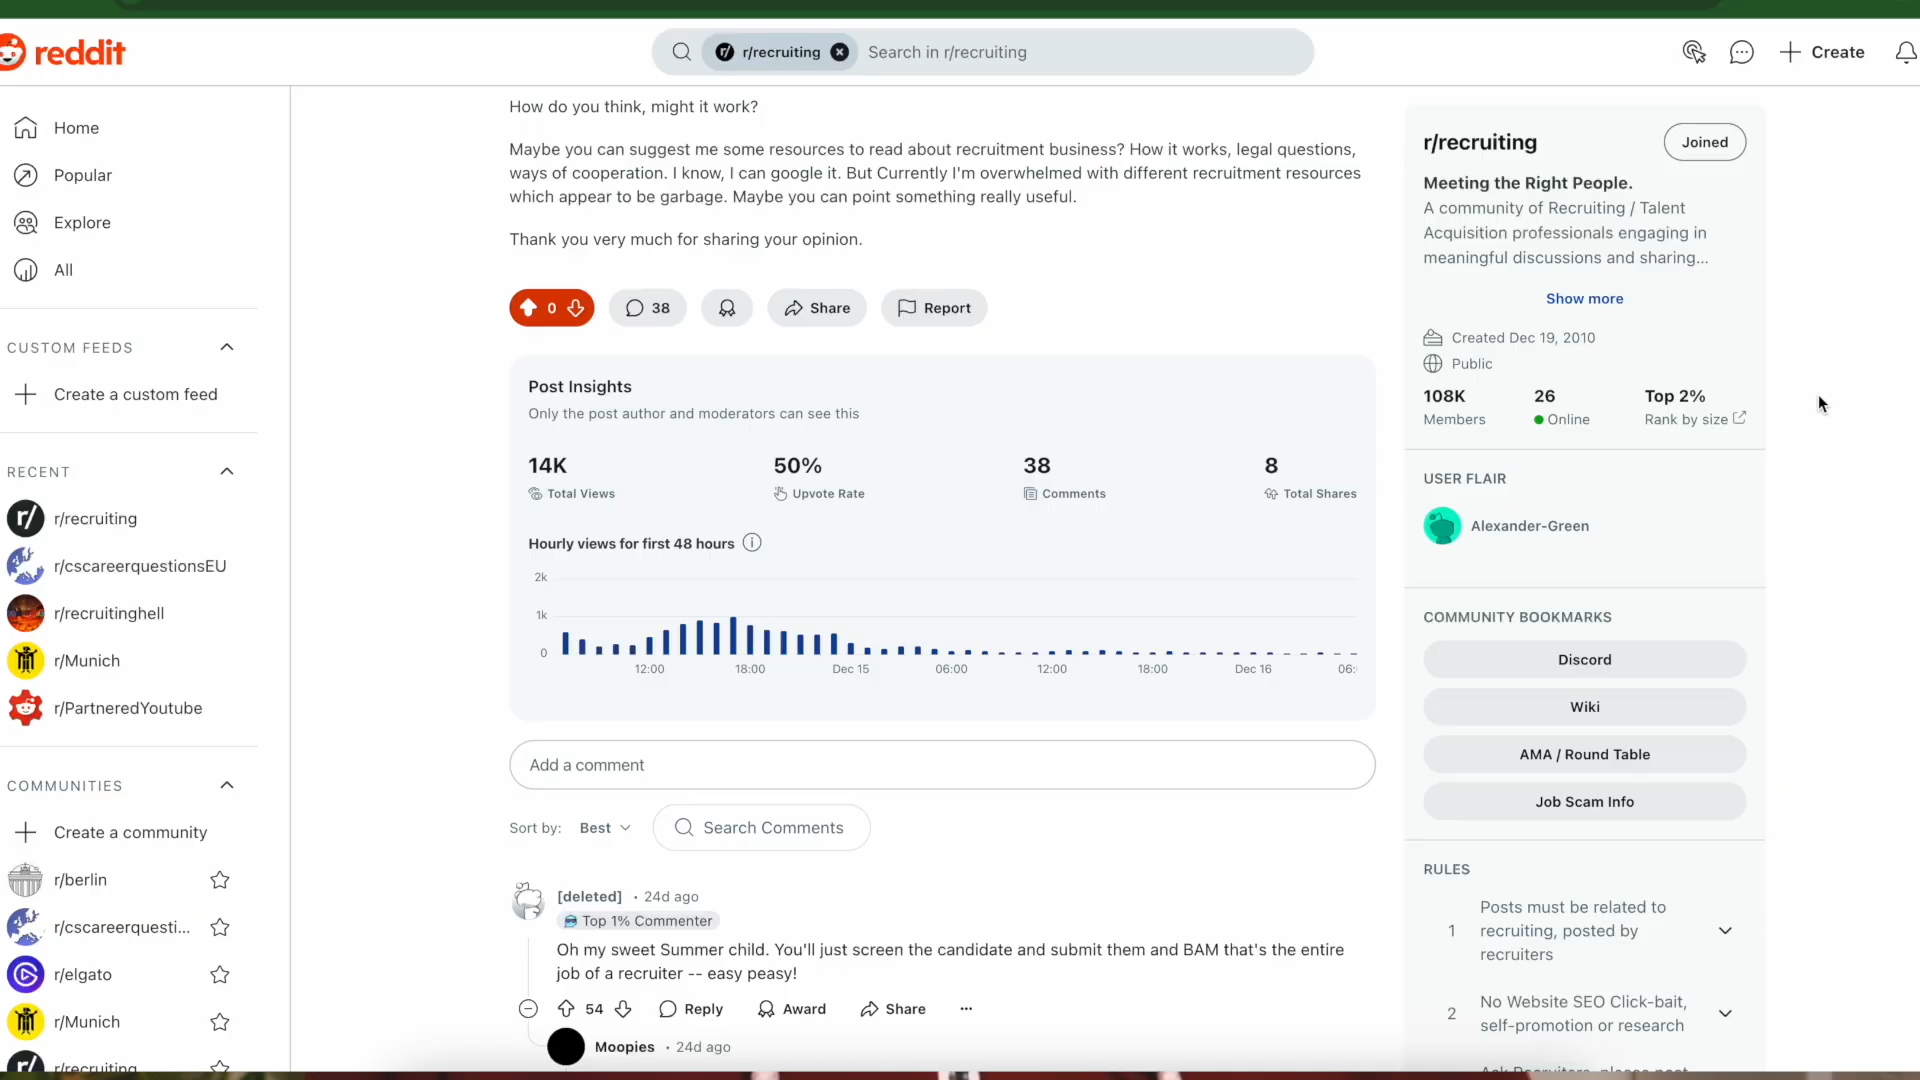 reddit
r/recruiting
Search in r/recruiting
Create
Home
Popular
Explore
All
CUSTOM FEEDS
Create a custom feed
RECENT
r/recruiting
r/cscareerquestionsEU
r/recruitinghell
r/Munich
r/PartneredYoutube
COMMUNITIES
Create a community
r/berlin
r/cscareerquesti...
r/elgato
r/Munich
r/recruiting
How do you think, might it work?
Maybe you can suggest me some resources to read about recruitment business? How it works, legal questions,
ways of cooperation. I know, I can google it. But Currently I'm overwhelmed with different recruitment resources
which appear to be garbage. Maybe you can point something really useful.
Thank you very much for sharing your opinion.
0
38
Share
Report
Post Insights
Only the post author and moderators can see this
14K
Total Views
50%
Upvote Rate
38
Comments
8
Total Shares
Hourly views for first 48 hours
2k
1k
0
12:00 18:00 Dec 15 06:00 12:00 18:00 Dec 16 06:
Add a comment
Sort by: Best
Search Comments
[deleted] • 24d ago
Top 1% Commenter
Oh my sweet Summer child. You'll just screen the candidate and submit them and BAM that's the entire
job of a recruiter -- easy peasy!
54
Reply
Award
Share
Moopies • 24d ago
r/recruiting
Joined
Meeting the Right People.
A community of Recruiting / Talent
Acquisition professionals engaging in
meaningful discussions and sharing...
Show more
Created Dec 19, 2010
Public
108K
Members
26
Online
Top 2%
Rank by size
USER FLAIR
Alexander-Green
COMMUNITY BOOKMARKS
Discord
Wiki
AMA / Round Table
Job Scam Info
RULES
1
Posts must be related to
recruiting, posted by
recruiters
2
No Website SEO Click-bait,
self-promotion or research